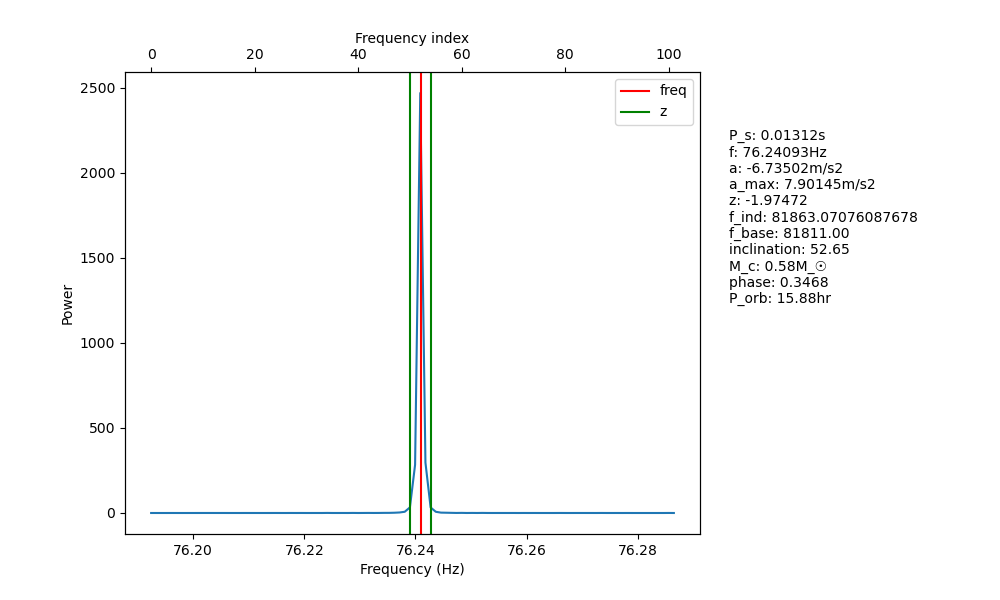 Frequency index
0 20 40 60 80 100
2500
2000
1500
1000
500
0
Power
freq
z
76.20 76.22 76.24 76.26 76.28
Frequency (Hz)
P_s: 0.01312s
f: 76.24093Hz
a: -6.73502m/s2
a_max: 7.90145m/s2
z: -1.97472
f_ind: 81863.07076087678
f_base: 81811.00
inclination: 52.65
M_c: 0.58M_☉
phase: 0.3468
P_orb: 15.88hr